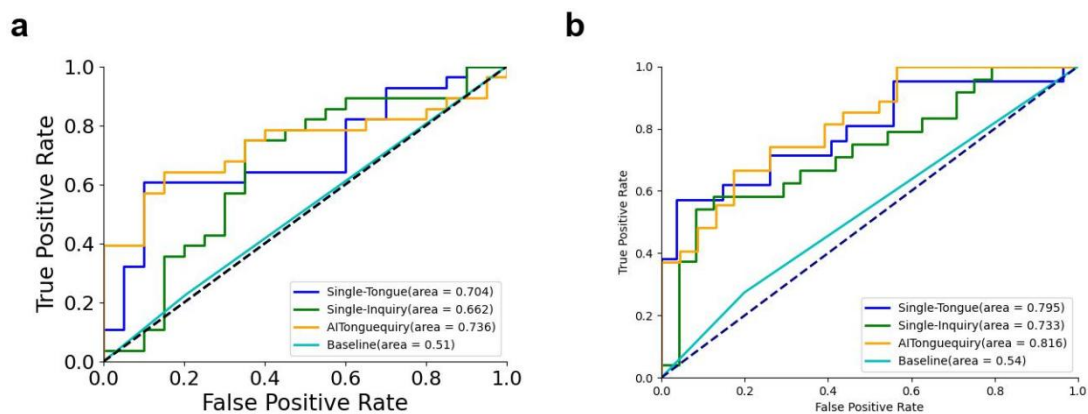 a
1.0
0.8
0.6
0.4
0.2
0.0
True Positive Rate
0.0 0.2 0.4 0.6 0.8 1.0
False Positive Rate
Single-Tongue(area = 0.704)
Single-Inquiry(area = 0.662)
AITonguequiry(area = 0.736)
Baseline(area = 0.51)
b
1.0
0.8
0.6
0.4
0.2
0.0
True Positive Rate
0.0 0.2 0.4 0.6 0.8 1.0
False Positive Rate
Single-Tongue(area = 0.795)
Single-Inquiry(area = 0.733)
AITonguequiry(area = 0.816)
Baseline(area = 0.54)